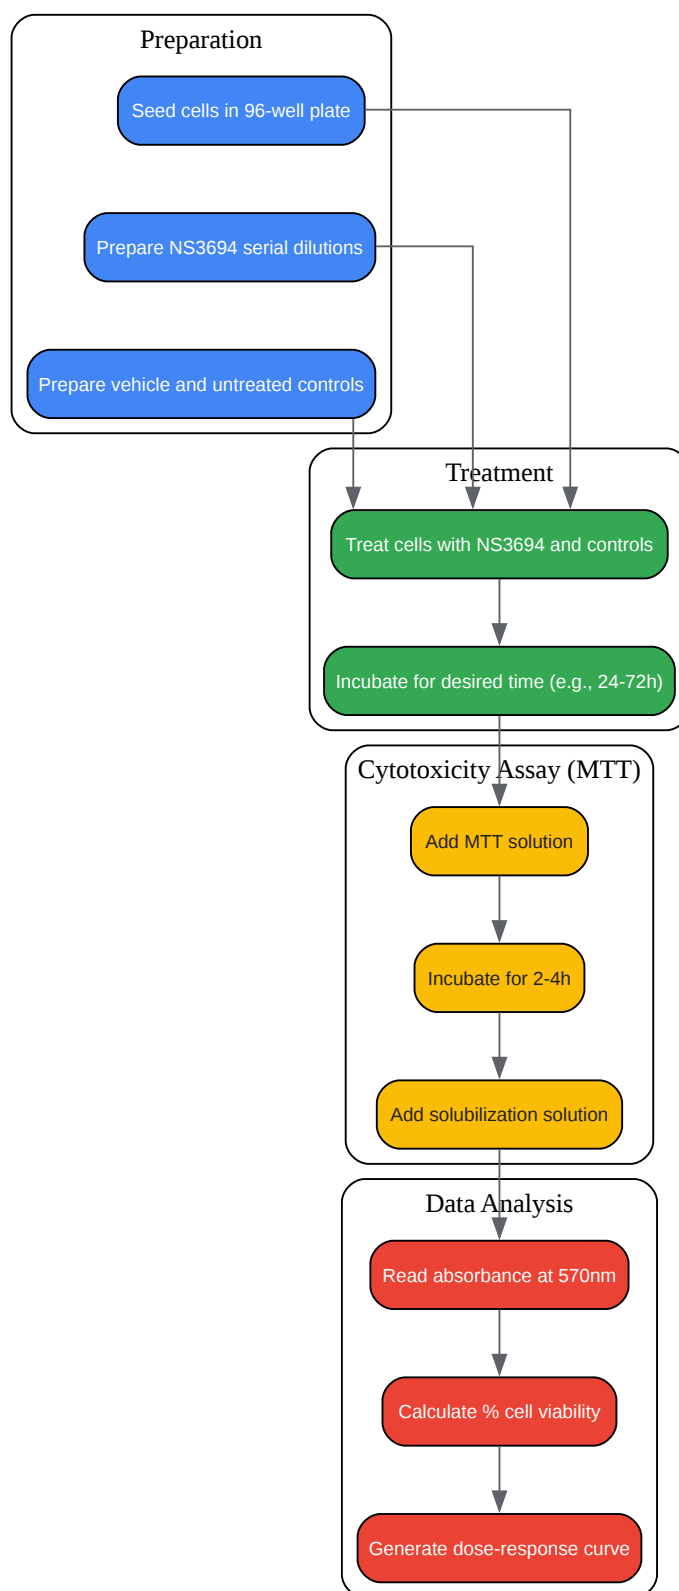 Preparation
Seed cells in 96-well plate
Prepare NS3694 serial dilutions
Prepare vehicle and untreated controls
Treatment
Treat cells with NS3694 and controls
Incubate for desired time (e.g., 24-72h)
Cytotoxicity Assay (MTT)
Add MTT solution
Incubate for 2-4h
Add solubilization solution
Data Analysis
Read absorbance at 570nm
Calculate % cell viability
Generate dose-response curve